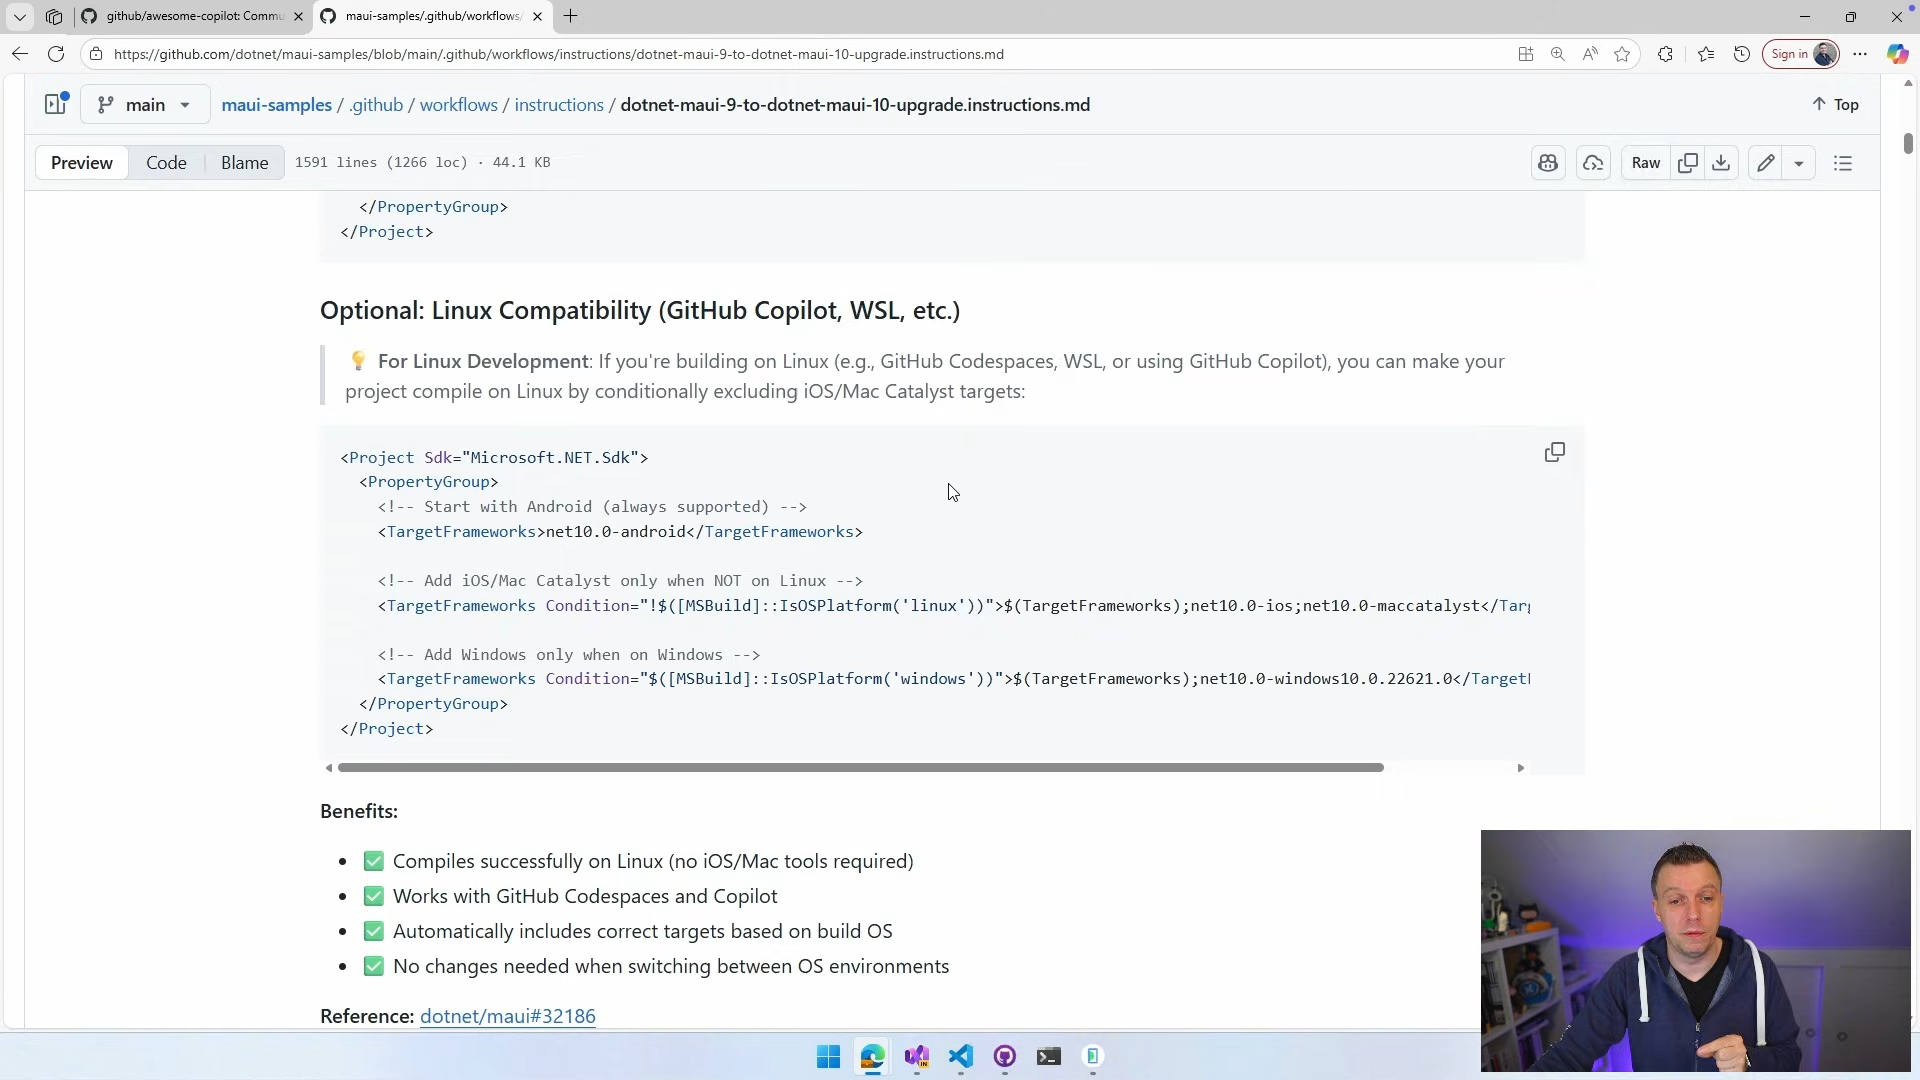 github/awesome-copilot: Commu
maui-samples/.github/workflows/
https://github.com/dotnet/maui-samples/blob/main/.github/workflows/instructions/dotnet-maui-9-to-dotnet-maui-10-upgrade.instructions.md
Sign in
main
maui-samples / .github / workflows / instructions / dotnet-maui-9-to-dotnet-maui-10-upgrade.instructions.md
Top
Preview
Code
Blame
1591 lines (1266 loc) · 44.1 KB
Raw
</PropertyGroup>
</Project>
Optional: Linux Compatibility (GitHub Copilot, WSL, etc.)
💡 For Linux Development: If you're building on Linux (e.g., GitHub Codespaces, WSL, or using GitHub Copilot), you can make your
project compile on Linux by conditionally excluding iOS/Mac Catalyst targets:
<Project Sdk="Microsoft.NET.Sdk">
<PropertyGroup>
<!-- Start with Android (always supported) -->
<TargetFrameworks>net10.0-android</TargetFrameworks>
<!-- Add iOS/Mac Catalyst only when NOT on Linux -->
<TargetFrameworks Condition="!$([MSBuild]::IsOSPlatform('linux'))">$(TargetFrameworks);net10.0-ios;net10.0-maccatalyst</Targ
<!-- Add Windows only when on Windows -->
<TargetFrameworks Condition="$([MSBuild]::IsOSPlatform('windows'))">$(TargetFrameworks);net10.0-windows10.0.22621.0</Target
</PropertyGroup>
</Project>
Benefits:
• ✅ Compiles successfully on Linux (no iOS/Mac tools required)
• ✅ Works with GitHub Codespaces and Copilot
• ✅ Automatically includes correct targets based on build OS
• ✅ No changes needed when switching between OS environments
Reference: dotnet/maui#32186